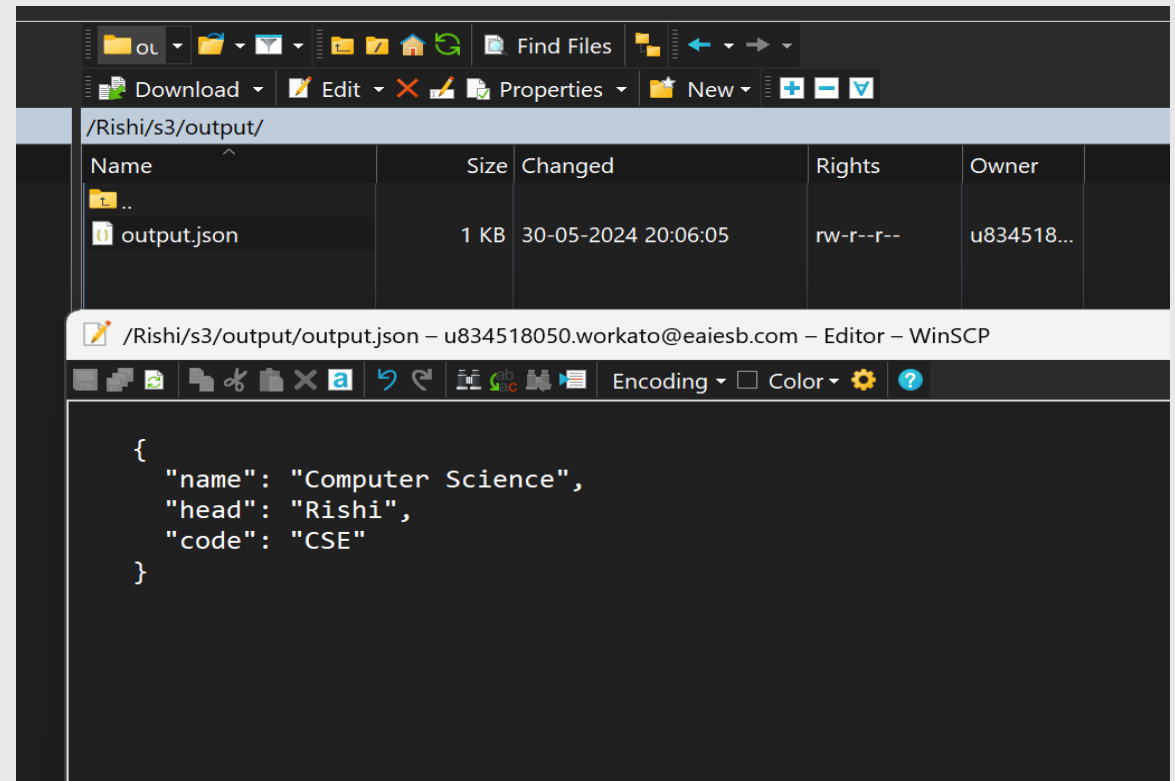 ou
Find Files
Download Edit Properties New
/Rishi/s3/output/
Name Size Changed Rights Owner
..
output.json 1 KB 30-05-2024 20:06:05 rw-r--r-- u834518...
/Rishi/s3/output/output.json – u834518050.workato@eaiesb.com – Editor – WinSCP
Encoding Color
{
"name": "Computer Science",
"head": "Rishi",
"code": "CSE"
}